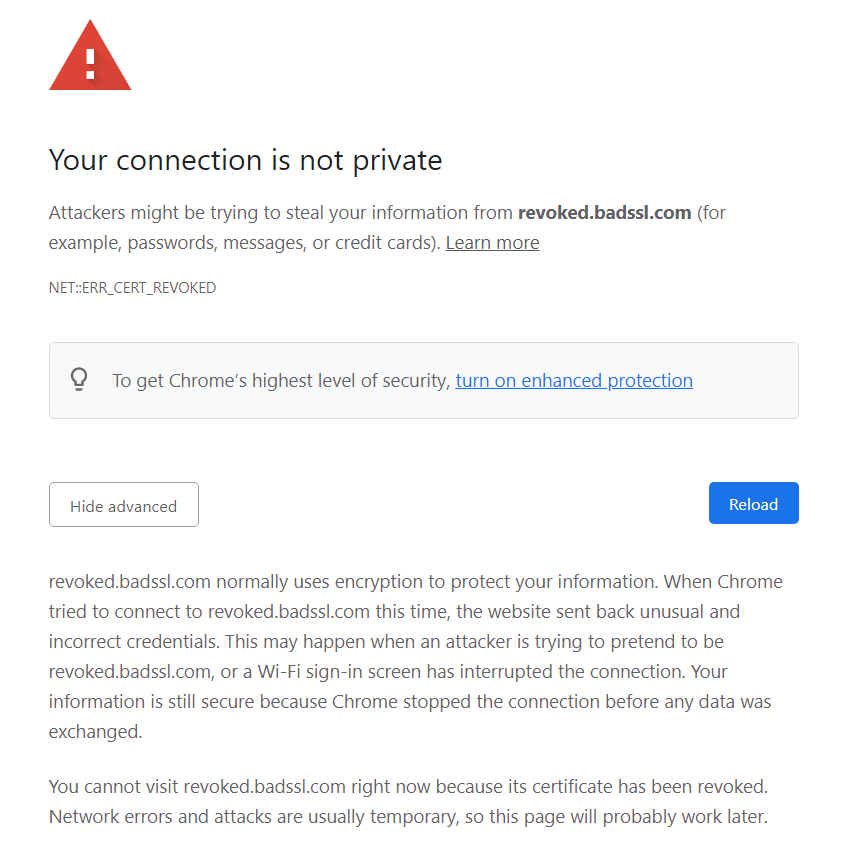 Your connection is not private
Attackers might be trying to steal your information from revoked.badssl.com (for
example, passwords, messages, or credit cards). Learn more
NET::ERR_CERT_REVOKED
To get Chrome’s highest level of security, turn on enhanced protection
Hide advanced
Reload
revoked.badssl.com normally uses encryption to protect your information. When Chrome
tried to connect to revoked.badssl.com this time, the website sent back unusual and
incorrect credentials. This may happen when an attacker is trying to pretend to be
revoked.badssl.com, or a Wi-Fi sign-in screen has interrupted the connection. Your
information is still secure because Chrome stopped the connection before any data was
exchanged.
You cannot visit revoked.badssl.com right now because its certificate has been revoked.
Network errors and attacks are usually temporary, so this page will probably work later.